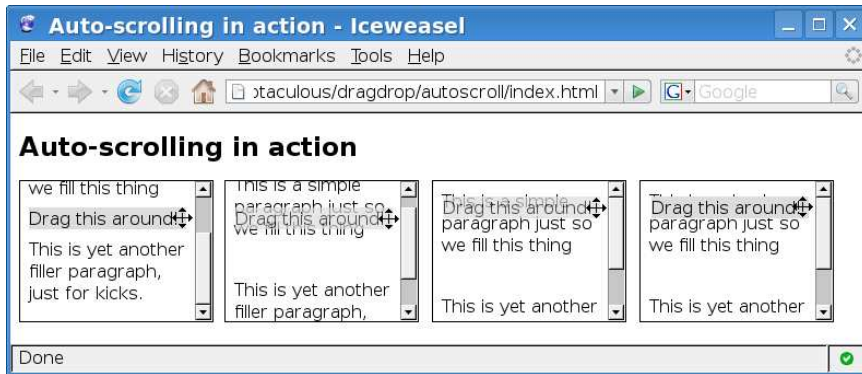 Auto-scrolling in action - Iceweasel
File Edit View History Bookmarks Tools Help
otaculous/dragdrop/autoscroll/index.html G Google
Auto-scrolling in action
we fill this thing
Drag this around
This is yet another
filler paragraph,
just for kicks.
This is a simple
paragraph just so
Drag this around
we fill this thing
This is yet another
filler paragraph,
This is a simple
Drag this around
paragraph just so
we fill this thing
This is yet another
Drag this around
paragraph just so
we fill this thing
This is yet another
Done